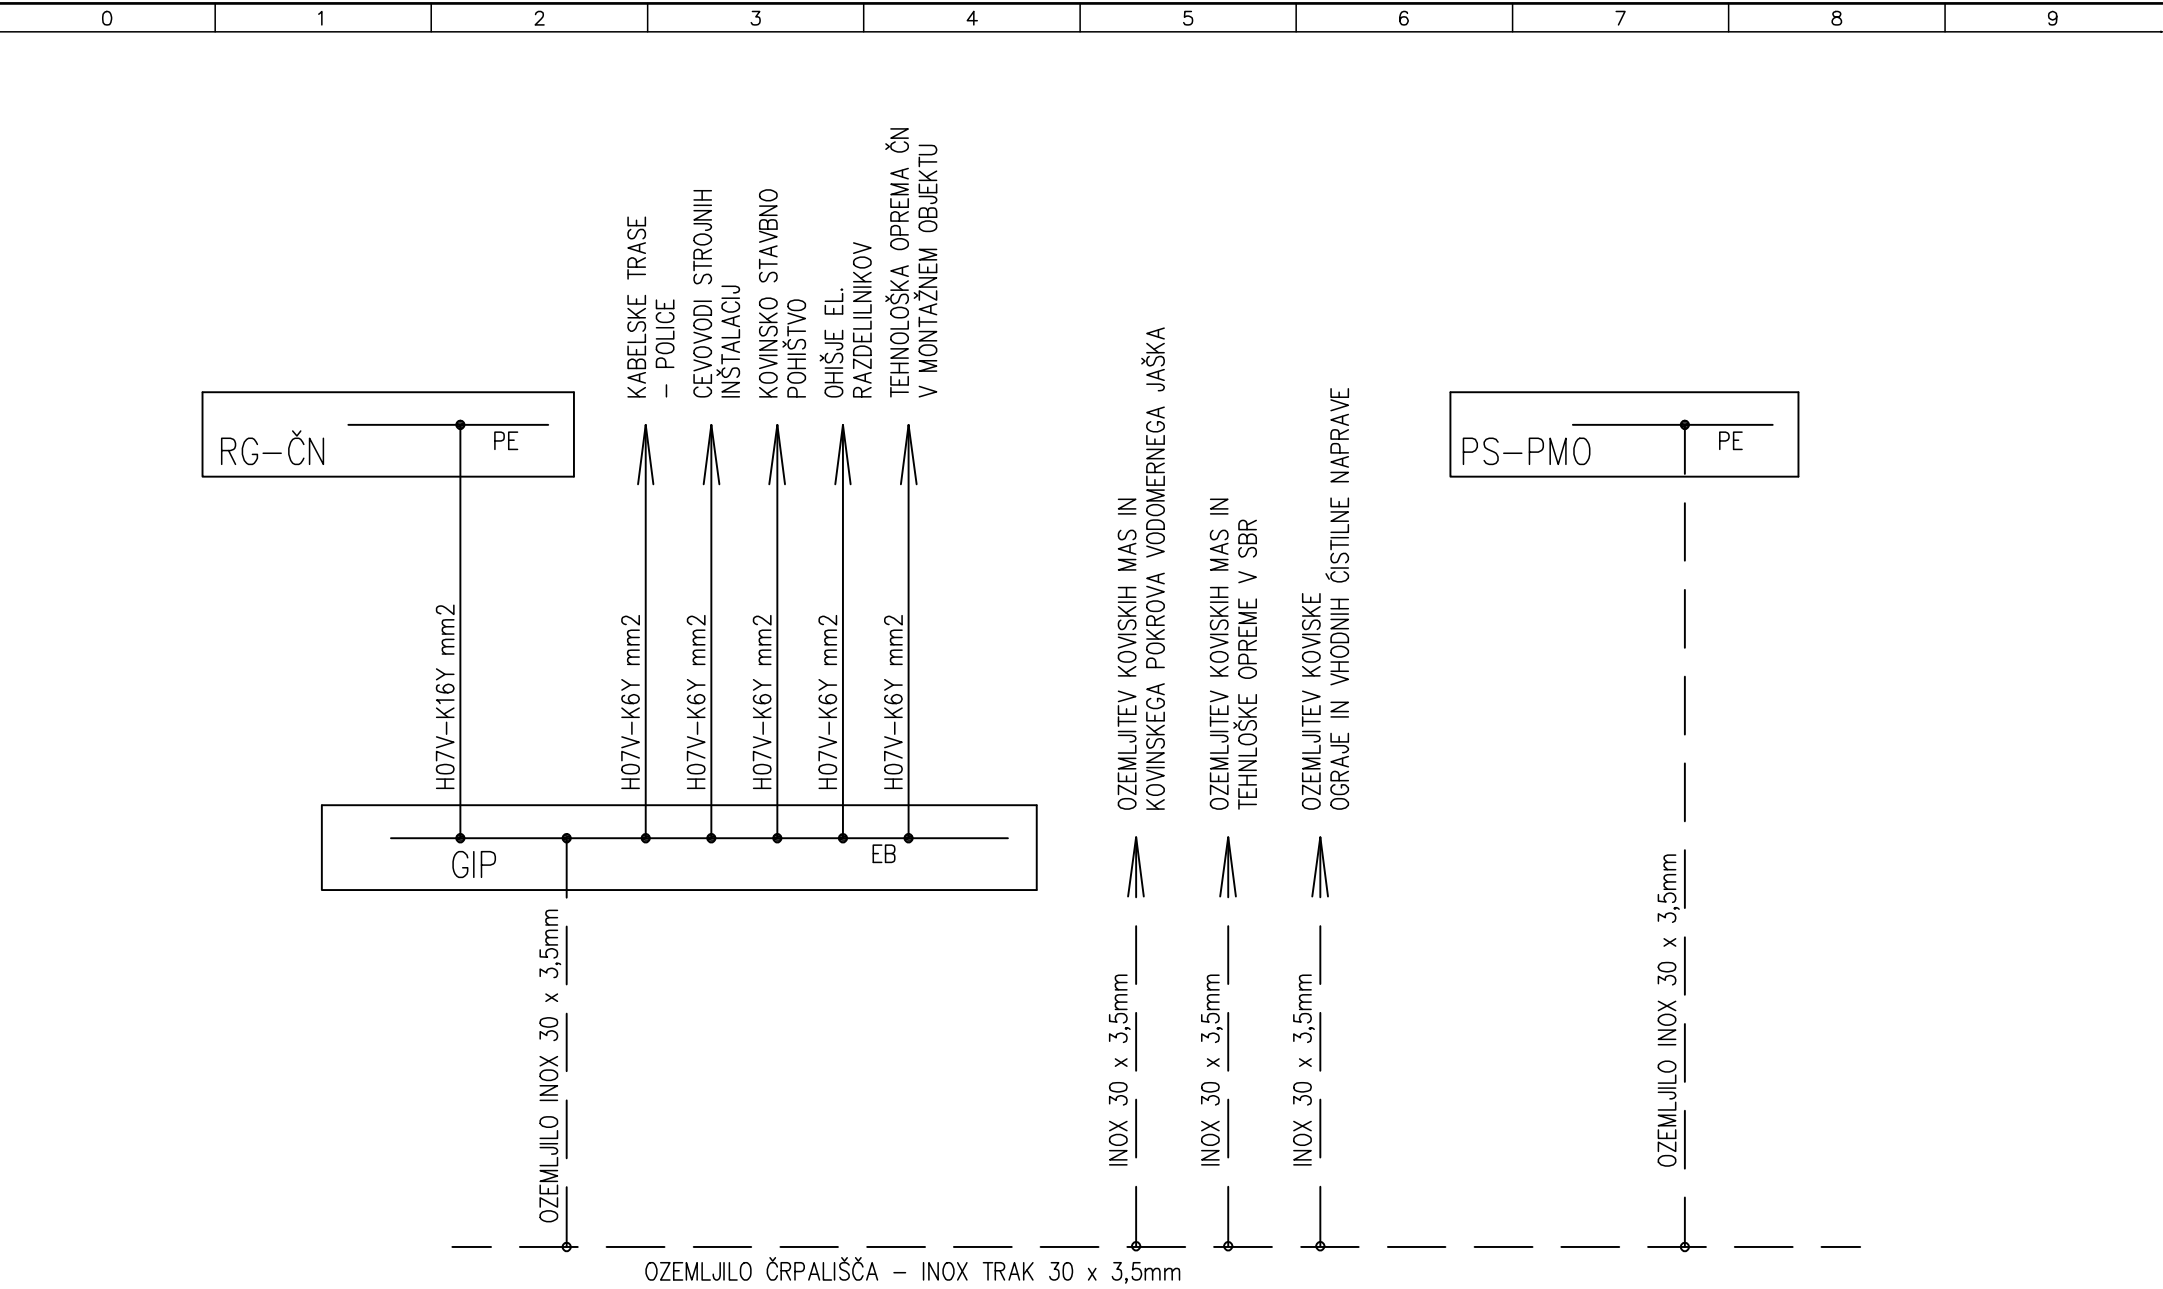 0 1 2 3 4 5 6 7 8 9
KABELSKE TRASE
- POLICE
CEVOVODI STROJNIH
INŠTALACIJ
KOVINSKO STAVBNO
POHIŠTVO
OHIŠJE EL.
RAZDELILNIKOV
TEHNOLOŠKA OPREMA ČN
V MONTAŽNEM OBJEKTU
RG-ČN
PE
PS-PMO
PE
H07V-K16Y mm2
H07V-K6Y mm2
H07V-K6Y mm2
H07V-K6Y mm2
H07V-K6Y mm2
H07V-K6Y mm2
OZEMLJITEV KOVISKIH MAS IN
KOVINSKEGA POKROVA VODOMERNEGA JAŠKA
OZEMLJITEV KOVISKIH MAS IN
TEHNLOŠKE OPREME V SBR
OZEMLJITEV KOVISKE
OGRAJE IN VHODNIH ĆISTILNE NAPRAVE
GIP
EB
OZEMLJILO INOX 30 x 3,5mm
INOX 30 x 3,5mm
INOX 30 x 3,5mm
INOX 30 x 3,5mm
OZEMLJILO INOX 30 x 3,5mm
OZEMLJILO ČRPALIŠČA - INOX TRAK 30 x 3,5mm